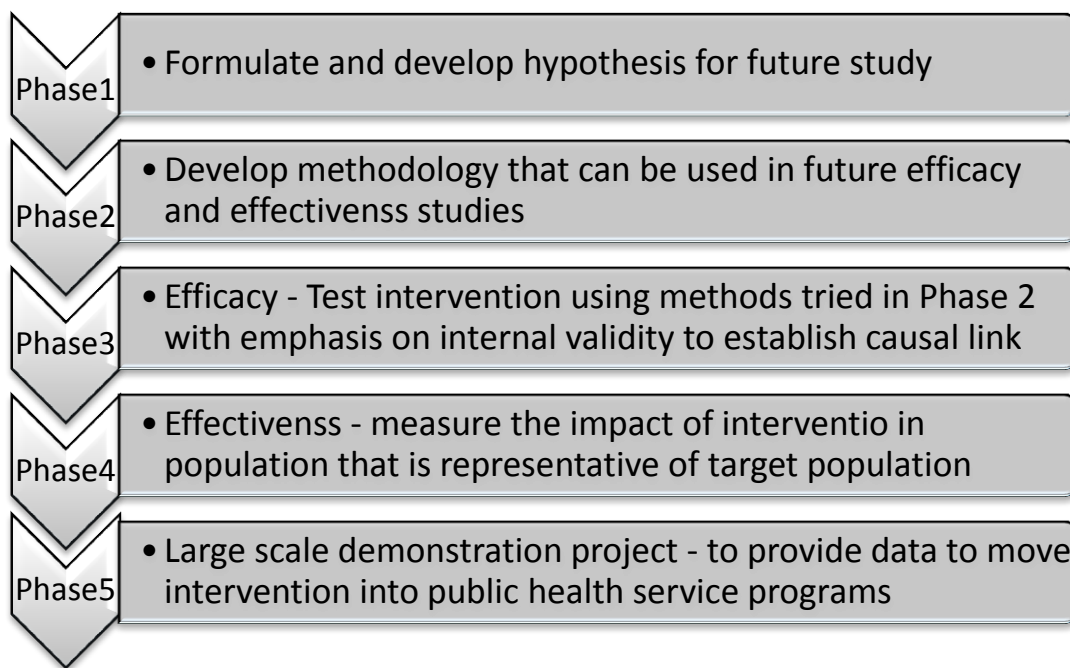 Phase1
• Formulate and develop hypothesis for future study
Phase2
• Develop methodology that can be used in future efficacy
and effectivenss studies
Phase3
• Efficacy - Test intervention using methods tried in Phase 2
with emphasis on internal validity to establish causal link
Phase4
• Effectivenss - measure the impact of interventio in
population that is representative of target population
Phase5
• Large scale demonstration project - to provide data to move
intervention into public health service programs